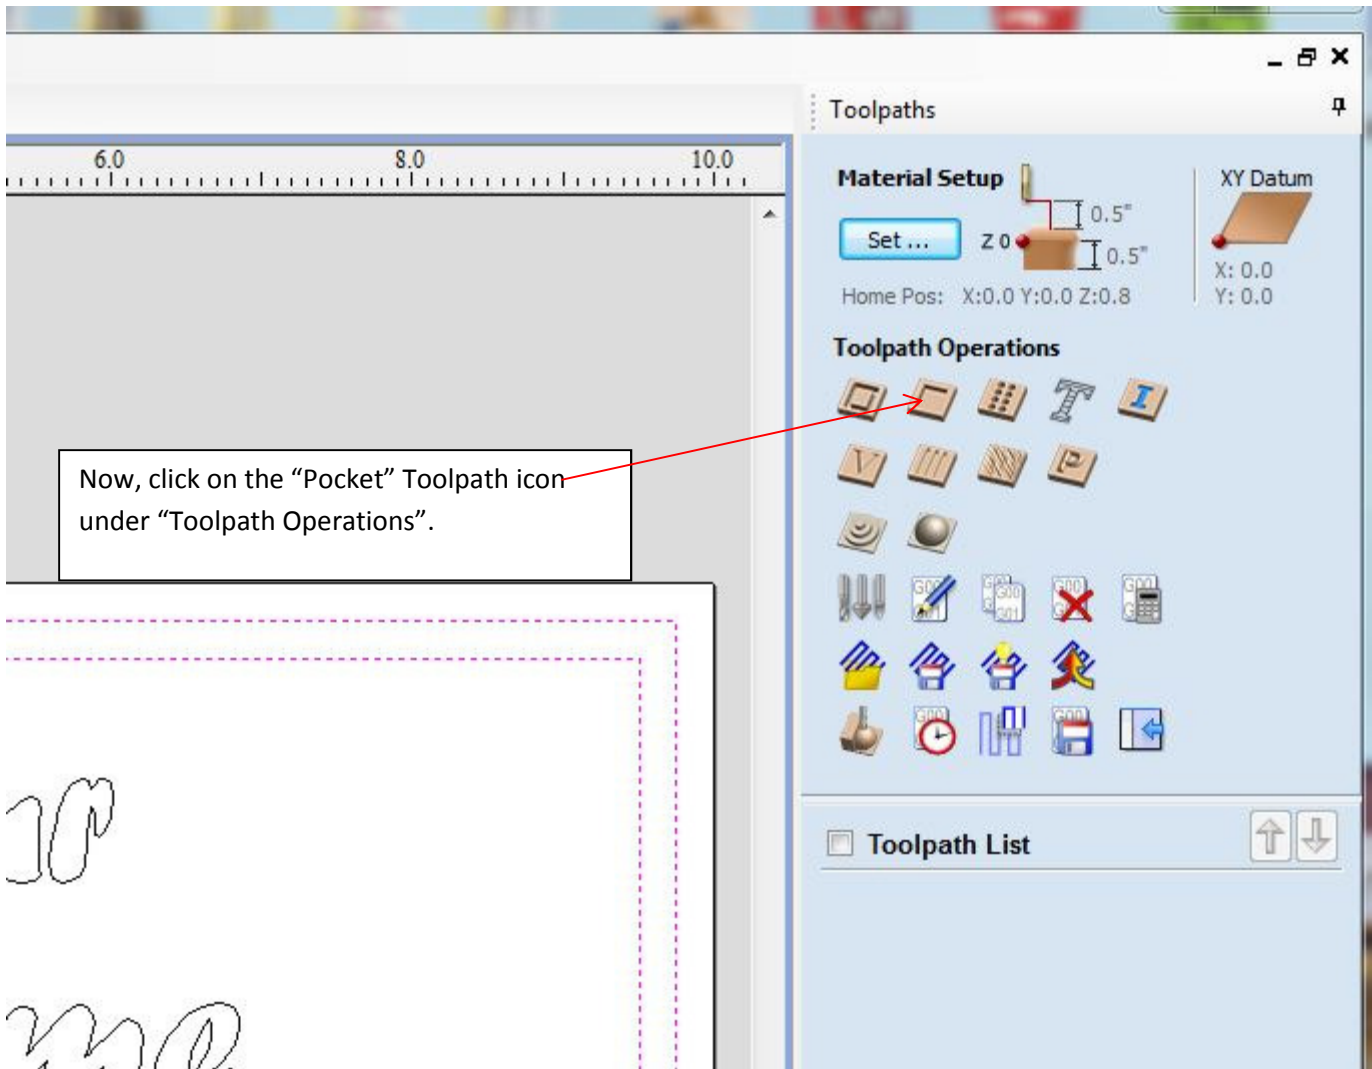 Toolpaths
6.0 8.0 10.0
Material Setup
XY Datum
0.5"
Set ...
Z 0
0.5"
X: 0.0
Home Pos: X:0.0 Y:0.0 Z:0.8
Y: 0.0
Toolpath Operations
Now, click on the “Pocket” Toolpath icon
under “Toolpath Operations”.
Toolpath List